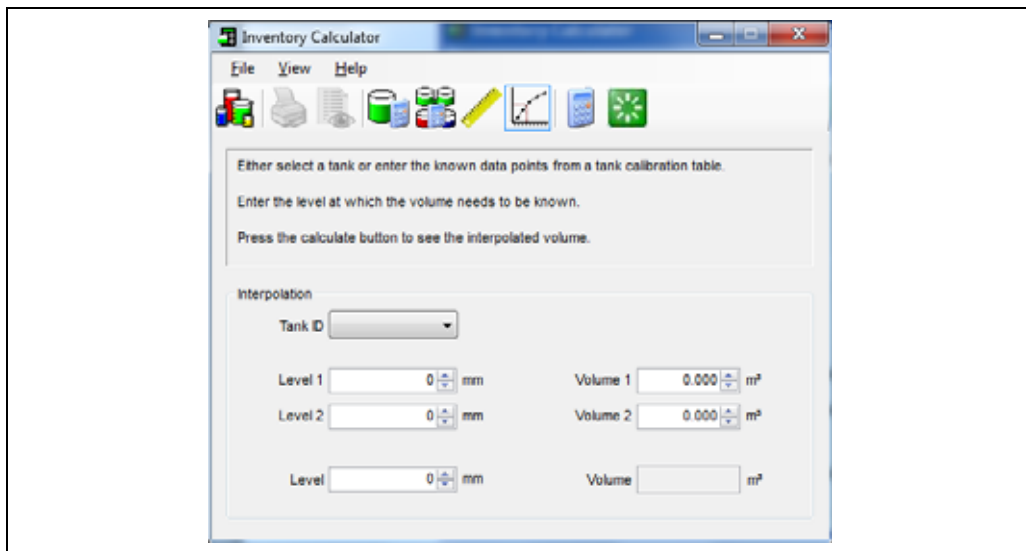 Inventory Calculator
File View Help
Either select a tank or enter the known data points from a tank calibration table.
Enter the level at which the volume needs to be known.
Press the calculate button to see the interpolated volume.
Interpolation
Tank ID
Level 1 0 mm Volume 1 0.000 m³
Level 2 0 mm Volume 2 0.000 m³
Level 0 mm Volume m³